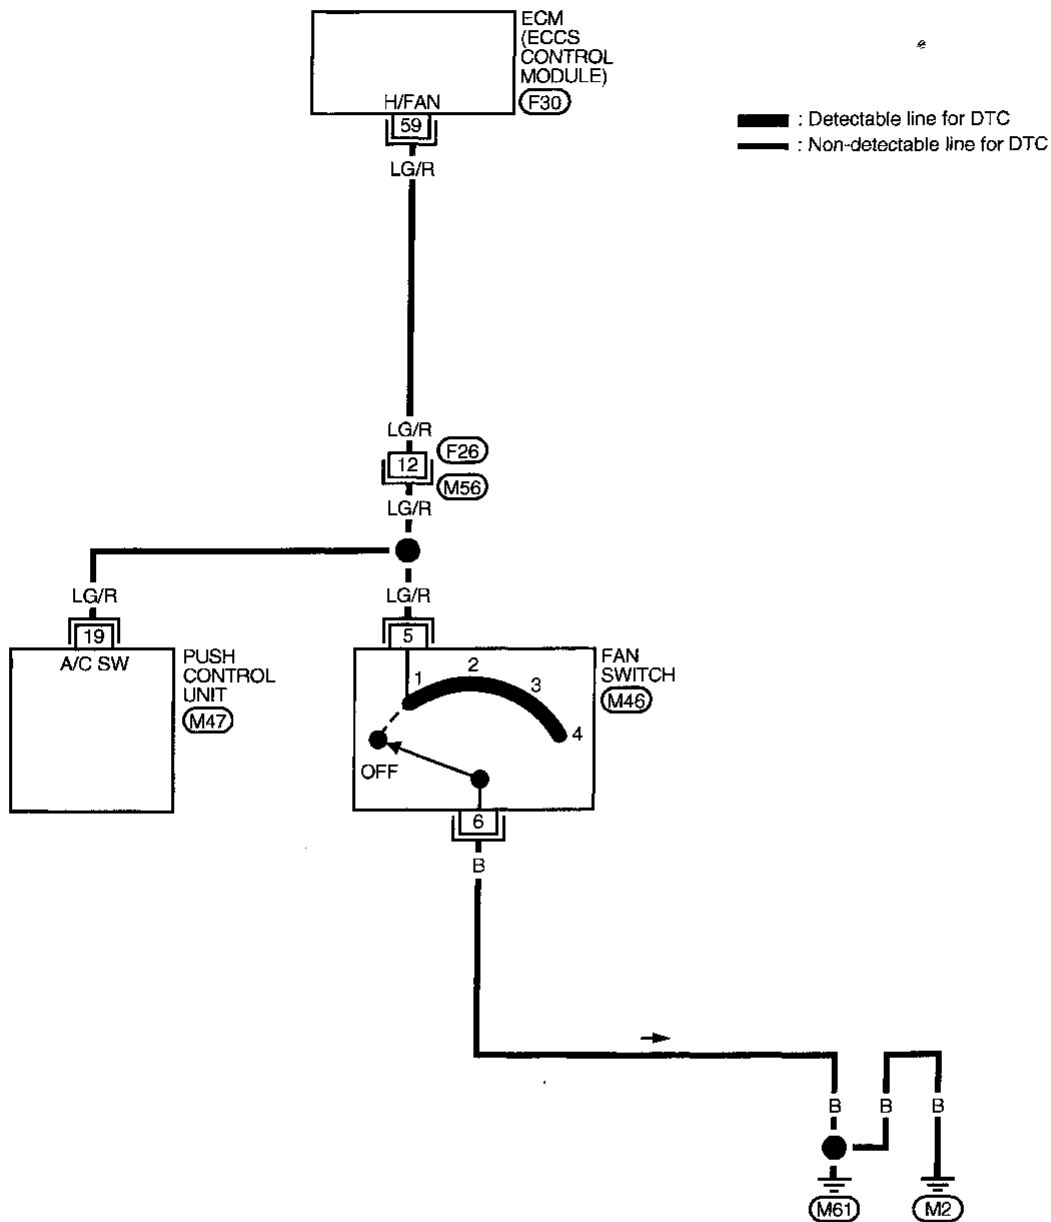 ECM
(ECCS
CONTROL
MODULE)
F30
H/FAN
59
LG/R
: Detectable line for DTC
: Non-detectable line for DTC
LG/R
F26
12
M56
LG/R
LG/R
LG/R
19
A/C SW
PUSH
CONTROL
UNIT
M47
5
1
2
3
4
OFF
FAN
SWITCH
M46
6
B
B
B
B
M61
M2